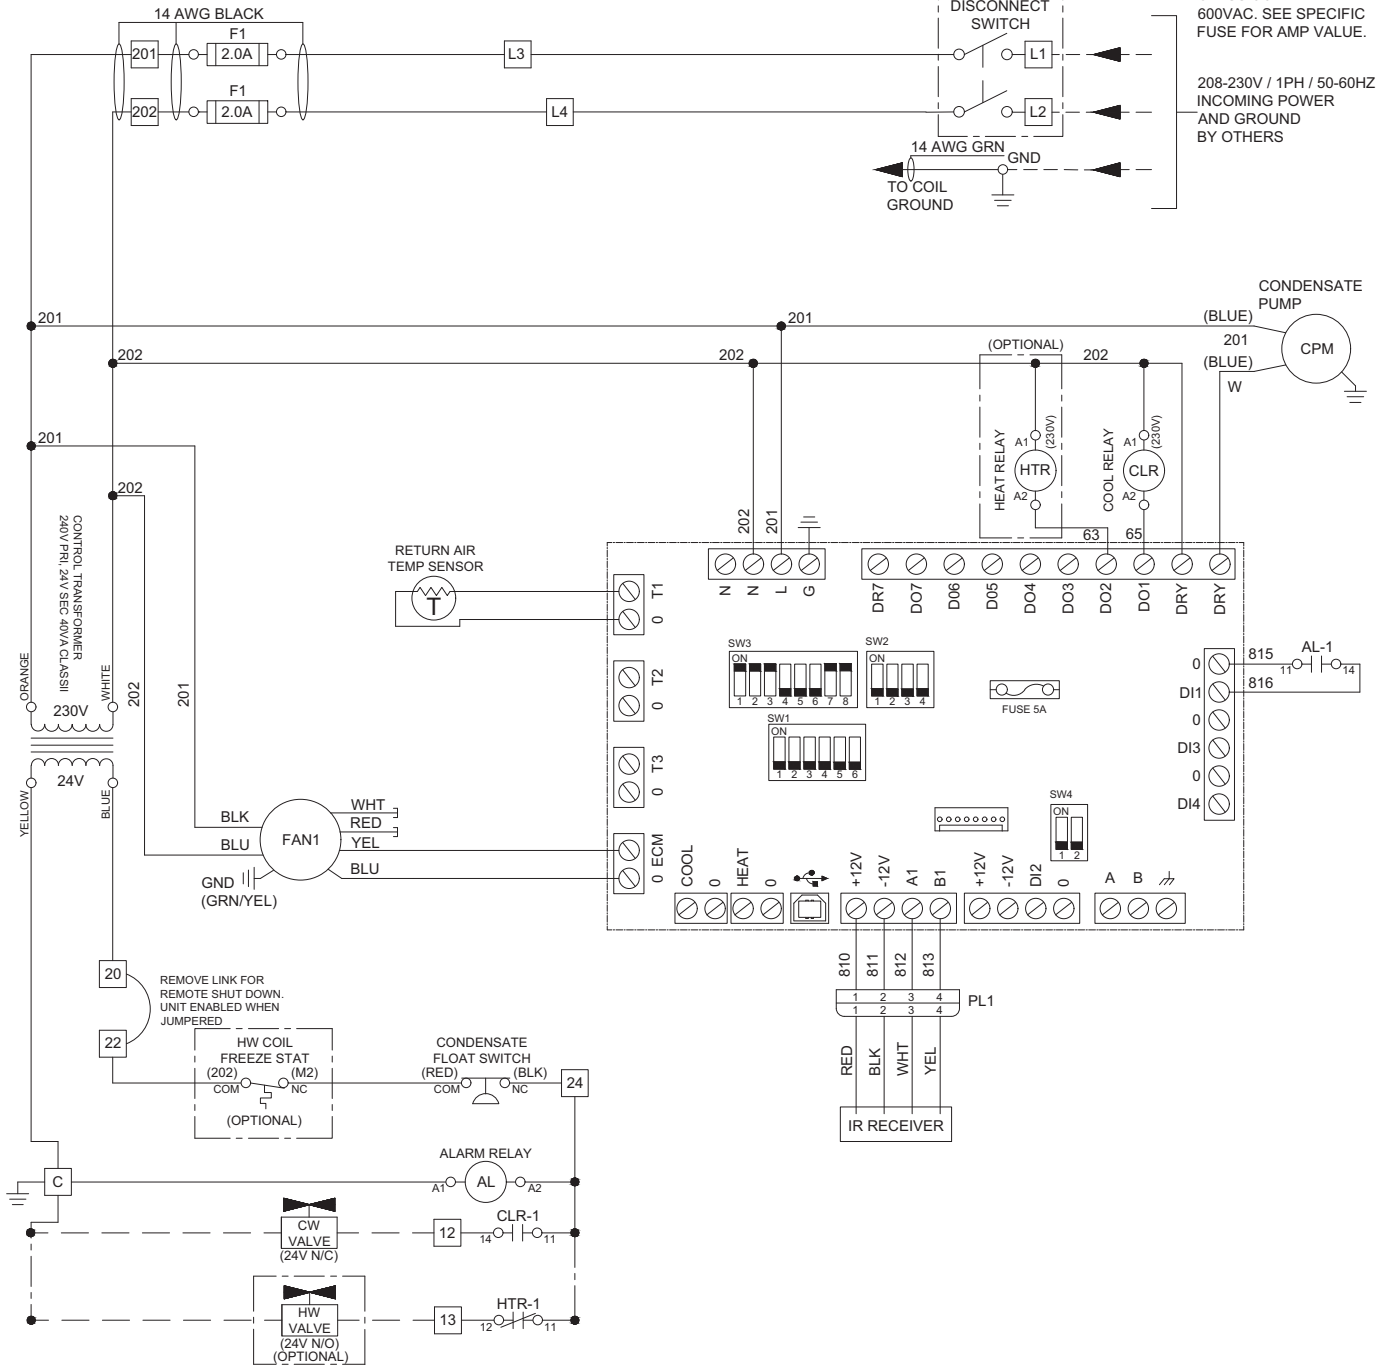 14 AWG BLACK
F1
201
2.0A
L3
F1
202
2.0A
L4
DISCONNECT
SWITCH
L1
L2
600VAC. SEE SPECIFIC
FUSE FOR AMP VALUE.
208-230V / 1PH / 50-60HZ
INCOMING POWER
AND GROUND
BY OTHERS
14 AWG GRN
GND
TO COIL
GROUND
CONDENSATE
PUMP
201
201
(BLUE)
201
CPM
(BLUE)
W
202
202
(OPTIONAL)
202
201
202
HEAT RELAY
A1
(230V)
HTR
A2
COOL RELAY
A1
(230V)
CLR
A2
63
65
202
201
CONTROL TRANSFORMER
240V PRI, 24V SEC 40VA CLASSII
ORANGE
WHITE
230V
24V
YELLOW
BLUE
202
201
RETURN AIR
TEMP SENSOR
T
T1
0
T2
0
T3
0
ECM
0
N
N
L
G
DR7
DO7
D06
D05
DO4
DO3
DO2
DO1
DRY
DRY
SW3
ON
1 2 3 4 5 6 7 8
SW2
ON
1 2 3 4
SW1
ON
1 2 3 4 5 6
FUSE 5A
SW4
ON
1 2
0
DI1
0
DI3
0
DI4
815
816
AL-1
11
14
BLK
BLU
FAN1
WHT
RED
YEL
BLU
GND
(GRN/YEL)
COOL
0
HEAT
0
+12V
-12V
A1
B1
+12V
-12V
DI2
0
A
B
810
811
812
813
1 2 3 4
1 2 3 4
PL1
RED
BLK
WHT
YEL
IR RECEIVER
20
22
REMOVE LINK FOR
REMOTE SHUT DOWN.
UNIT ENABLED WHEN
JUMPERED
HW COIL
FREEZE STAT
(202)
(M2)
COM
NC
(OPTIONAL)
CONDENSATE
FLOAT SWITCH
(RED)
(BLK)
COM
NC
24
ALARM RELAY
C
A1
AL
A2
CW
VALVE
(24V N/C)
12
CLR-1
14
11
HW
VALVE
(24V N/O)
(OPTIONAL)
13
HTR-1
12
11